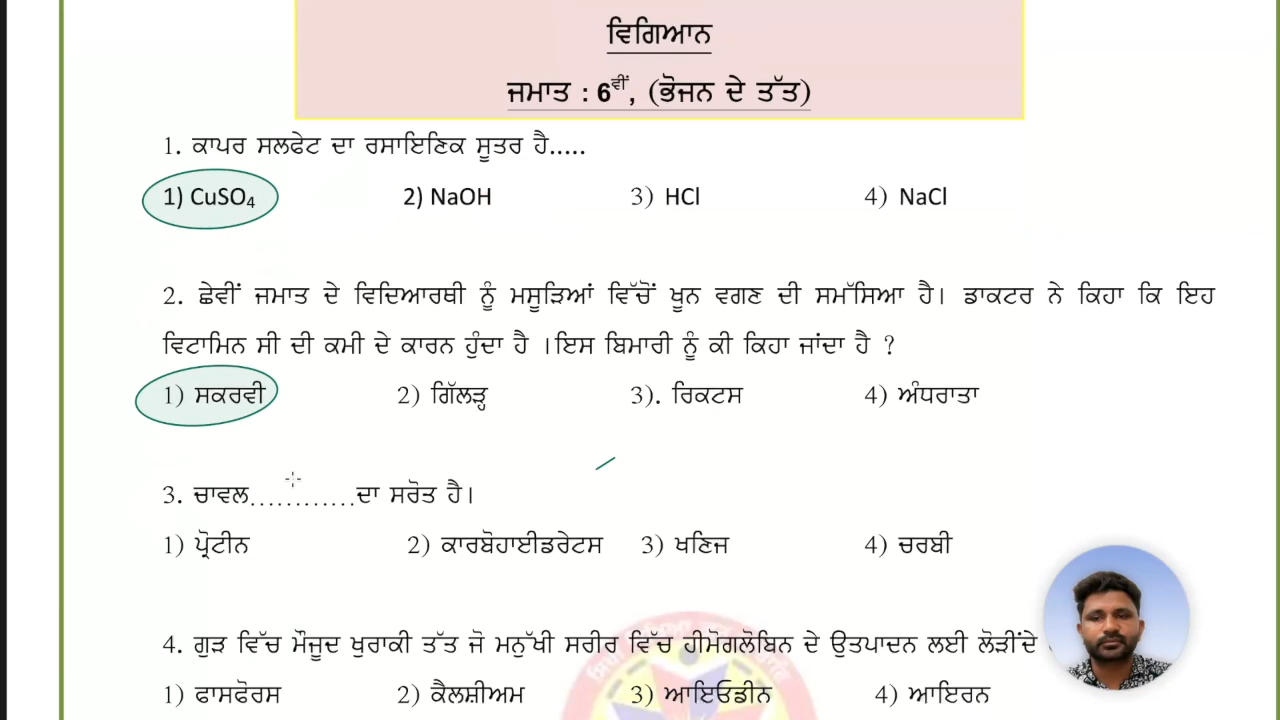 ਵਿਗਿਆਨ
ਜਮਾਤ : 6ਵੀਂ, (ਭੋਜਨ ਦੇ ਤੱਤ)
1. ਕਾਪਰ ਸਲਫੇਟ ਦਾ ਰਸਾਇਣਿਕ ਸੂਤਰ ਹੈ.....
1) CuSO4 2) NaOH 3) HCl 4) NaCl
2. ਛੇਵੀਂ ਜਮਾਤ ਦੇ ਵਿਦਿਆਰਥੀ ਨੂੰ ਮਸੂੜਿਆਂ ਵਿੱਚੋਂ ਖੂਨ ਵਗਣ ਦੀ ਸਮੱਸਿਆ ਹੈ। ਡਾਕਟਰ ਨੇ ਕਿਹਾ ਕਿ ਇਹ
ਵਿਟਾਮਿਨ ਸੀ ਦੀ ਕਮੀ ਦੇ ਕਾਰਨ ਹੁੰਦਾ ਹੈ ।ਇਸ ਬਿਮਾਰੀ ਨੂੰ ਕੀ ਕਿਹਾ ਜਾਂਦਾ ਹੈ ?
1) ਸਕਰਵੀ 2) ਗਿੱਲੜ੍ਹ 3). ਰਿਕਟਸ 4) ਅੰਧਰਾਤਾ
3. ਚਾਵਲ............ਦਾ ਸਰੋਤ ਹੈ।
1) ਪ੍ਰੋਟੀਨ 2) ਕਾਰਬੋਹਾਈਡਰੇਟਸ 3) ਖਣਿਜ 4) ਚਰਬੀ
4. ਗੁੜ ਵਿੱਚ ਮੌਜੂਦ ਖੁਰਾਕੀ ਤੱਤ ਜੋ ਮਨੁੱਖੀ ਸਰੀਰ ਵਿੱਚ ਹੀਮੋਗਲੋਬਿਨ ਦੇ ਉਤਪਾਦਨ ਲਈ ਲੋੜੀਂਦੇ
1) ਫਾਸਫੋਰਸ 2) ਕੈਲਸ਼ੀਅਮ 3) ਆਇਓਡੀਨ 4) ਆਇਰਨ